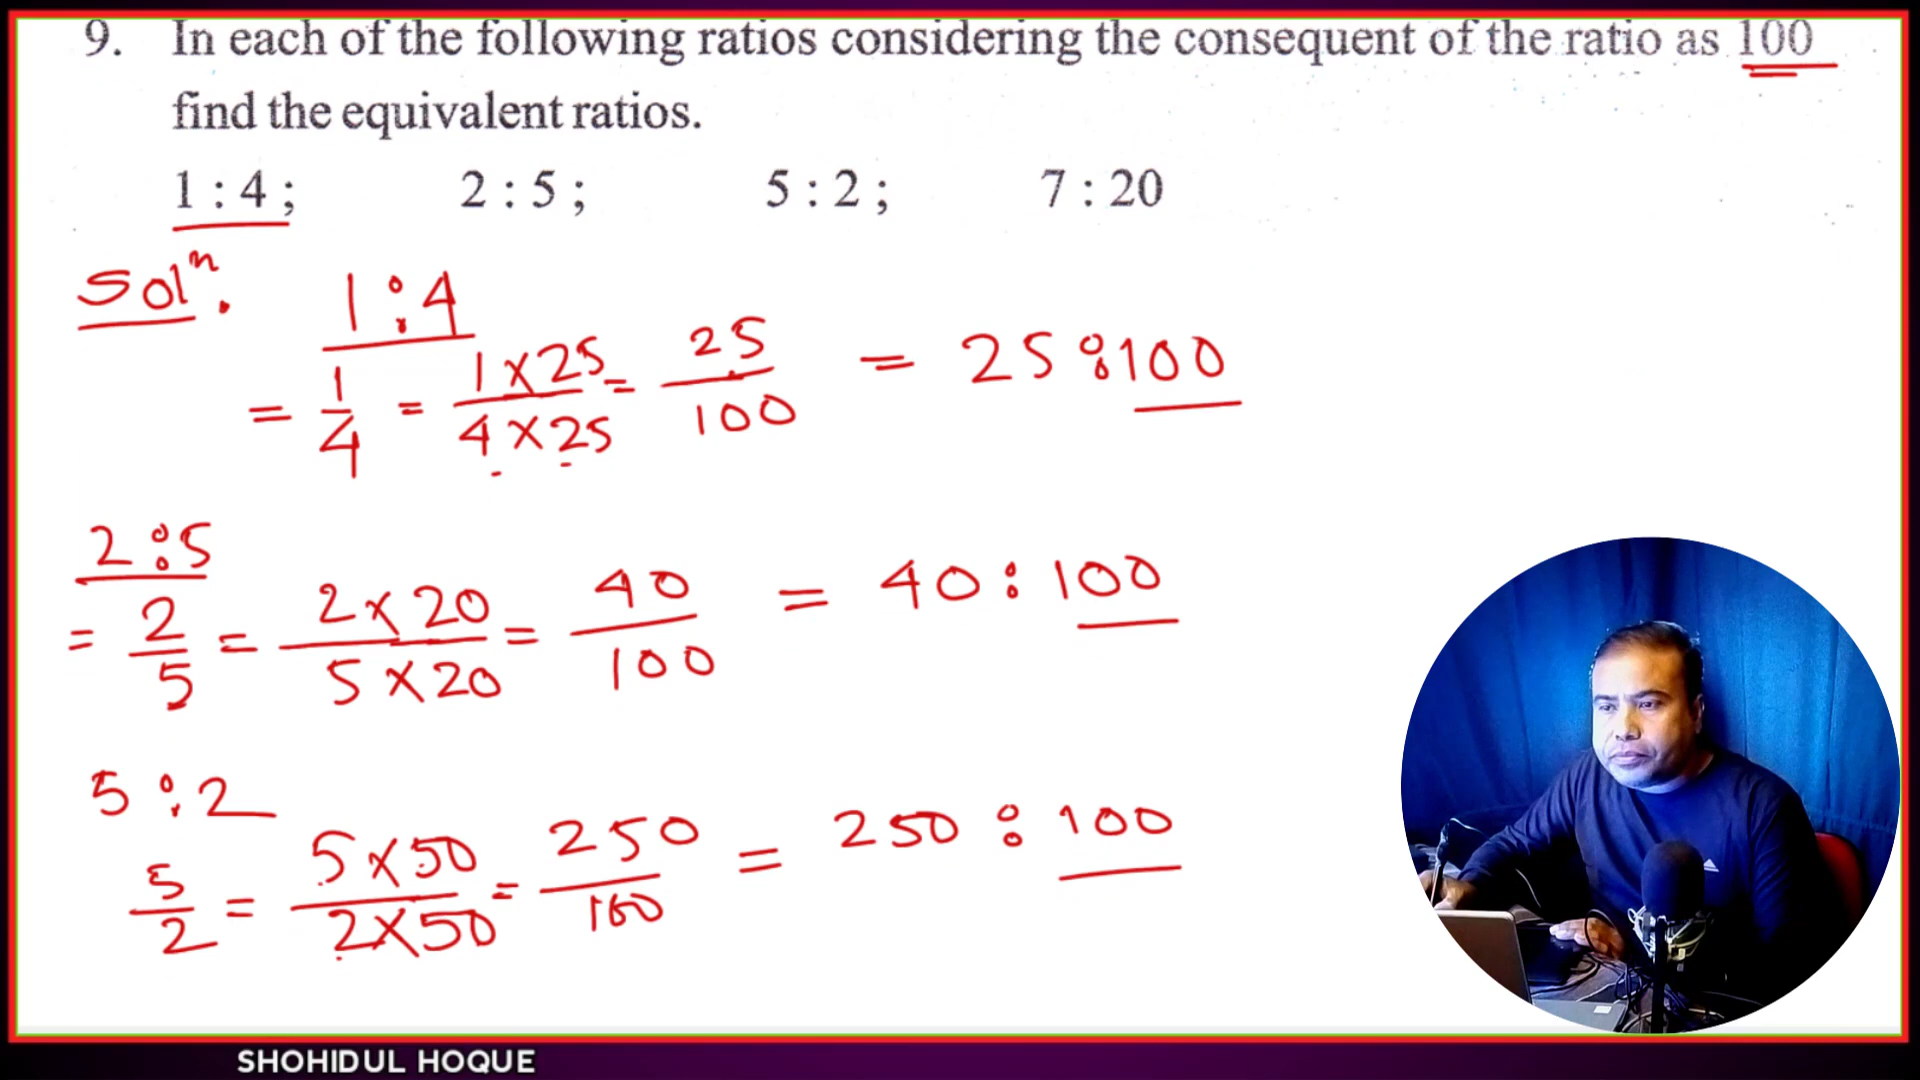 9. In each of the following ratios considering the consequent of the ratio as 100
find the equivalent ratios.
1 : 4 ; 2 : 5 ; 5 : 2 ; 7 : 20
Solⁿ. 1 : 4
= 1/4 = 1 × 25 / 4 × 25 = 25/100 = 25 : 100
2 : 5
= 2/5 = 2 × 20 / 5 × 20 = 40/100 = 40 : 100
5 : 2
5/2 = 5 × 50 / 2 × 50 = 250/100 = 250 : 100
SHOHIDUL HOQUE